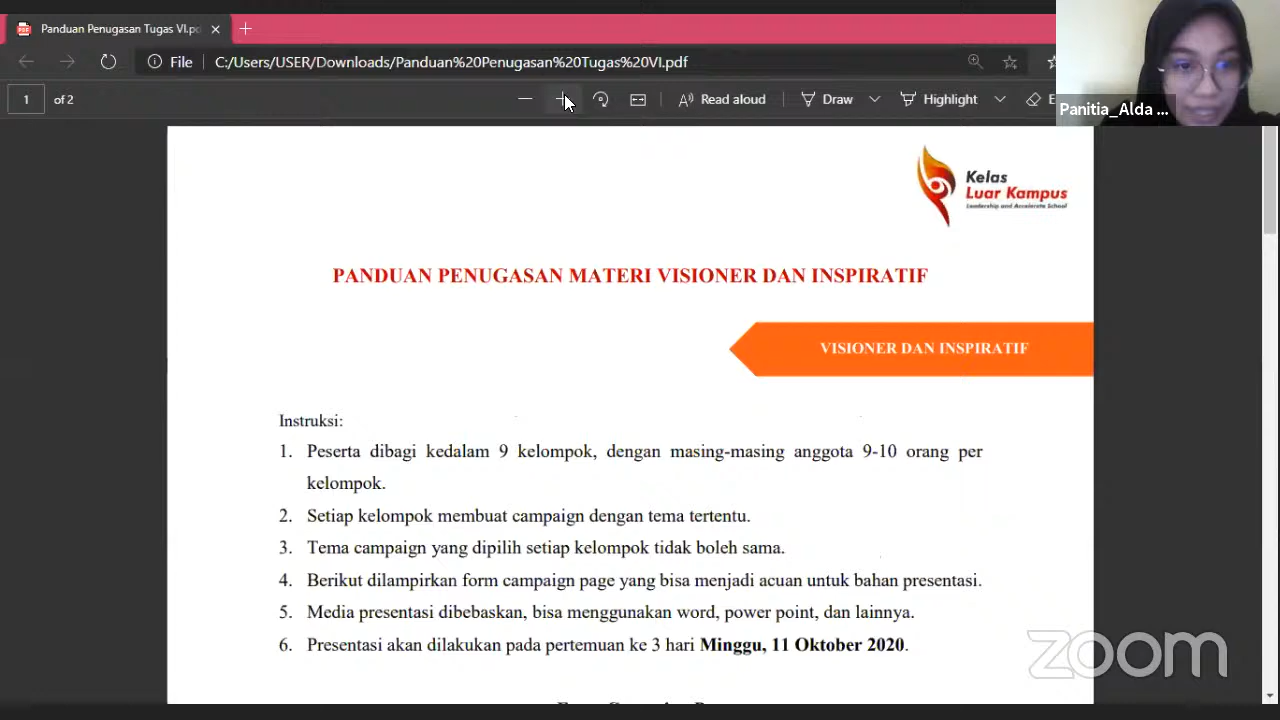 Panduan Penugasan Tugas VI.pd
File
C:/Users/USER/Downloads/Panduan%20Penugasan%20Tugas%20VI.pdf
1 of 2
Read aloud
Draw
Highlight
E
Panitia_Alda ...
Kelas
Luar Kampus
Leadership and Accelerate School
PANDUAN PENUGASAN MATERI VISIONER DAN INSPIRATIF
VISIONER DAN INSPIRATIF
Instruksi:
1. Peserta dibagi kedalam 9 kelompok, dengan masing-masing anggota 9-10 orang per
kelompok.
2. Setiap kelompok membuat campaign dengan tema tertentu.
3. Tema campaign yang dipilih setiap kelompok tidak boleh sama.
4. Berikut dilampirkan form campaign page yang bisa menjadi acuan untuk bahan presentasi.
5. Media presentasi dibebaskan, bisa menggunakan word, power point, dan lainnya.
6. Presentasi akan dilakukan pada pertemuan ke 3 hari Minggu, 11 Oktober 2020.
zoom